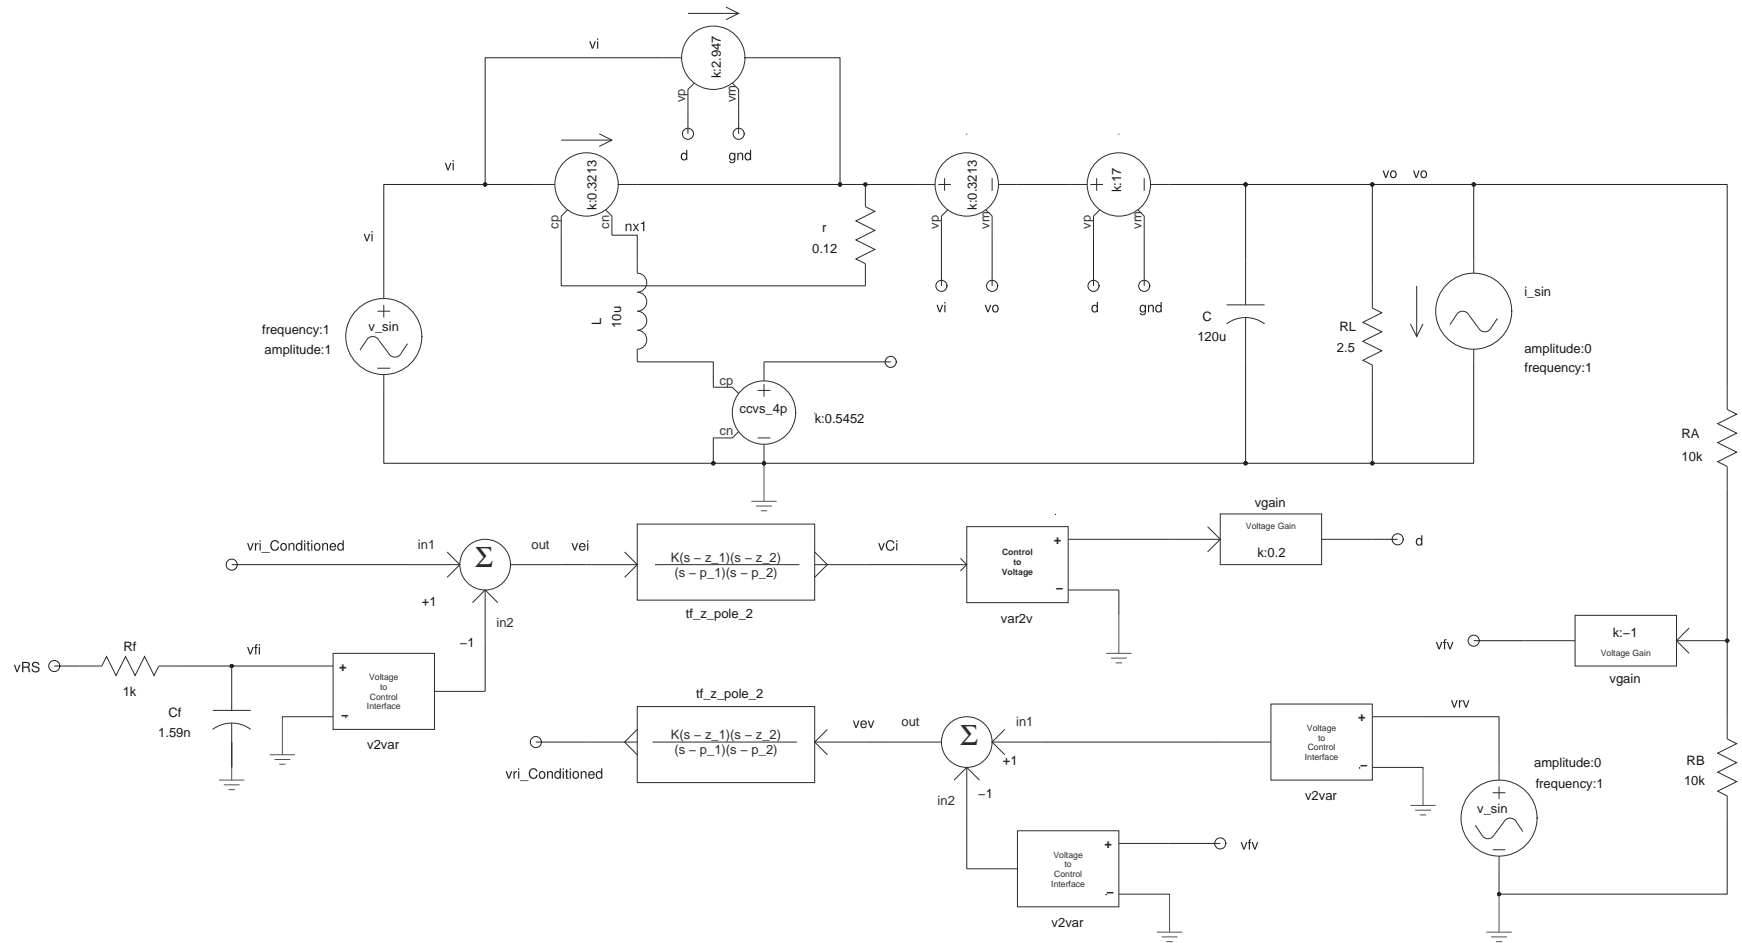 vi
k:2.947
vp
vm
d
gnd
vi
k:0.3213
cp
cn
nx1
r
0.12
+
−
k:0.3213
vp
vm
vi
vo
+
−
k:17
vp
vm
d
gnd
vo
vo
vi
frequency:1
amplitude:1
+
v_sin
−
L
10u
cp
cn
+
ccvs_4p
−
k:0.5452
C
120u
RL
2.5
i_sin
amplitude:0
frequency:1
RA
10k
vri_Conditioned
in1
+1
Σ
in2
−1
out
vei
K(s − z_1)(s − z_2)
(s − p_1)(s − p_2)
tf_z_pole_2
vCi
Control
to
Voltage
+
−
var2v
vgain
Voltage Gain
k:0.2
d
vRS
Rf
1k
vfi
Cf
1.59n
+
−
Voltage
to
Control
Interface
v2var
vfv
k:−1
Voltage Gain
vgain
tf_z_pole_2
K(s − z_1)(s − z_2)
(s − p_1)(s − p_2)
vri_Conditioned
vev
out
Σ
in1
+1
in2
−1
Voltage
to
Control
Interface
+
−
v2var
vrv
amplitude:0
frequency:1
+
v_sin
−
RB
10k
Voltage
to
Control
Interface
+
−
v2var
vfv